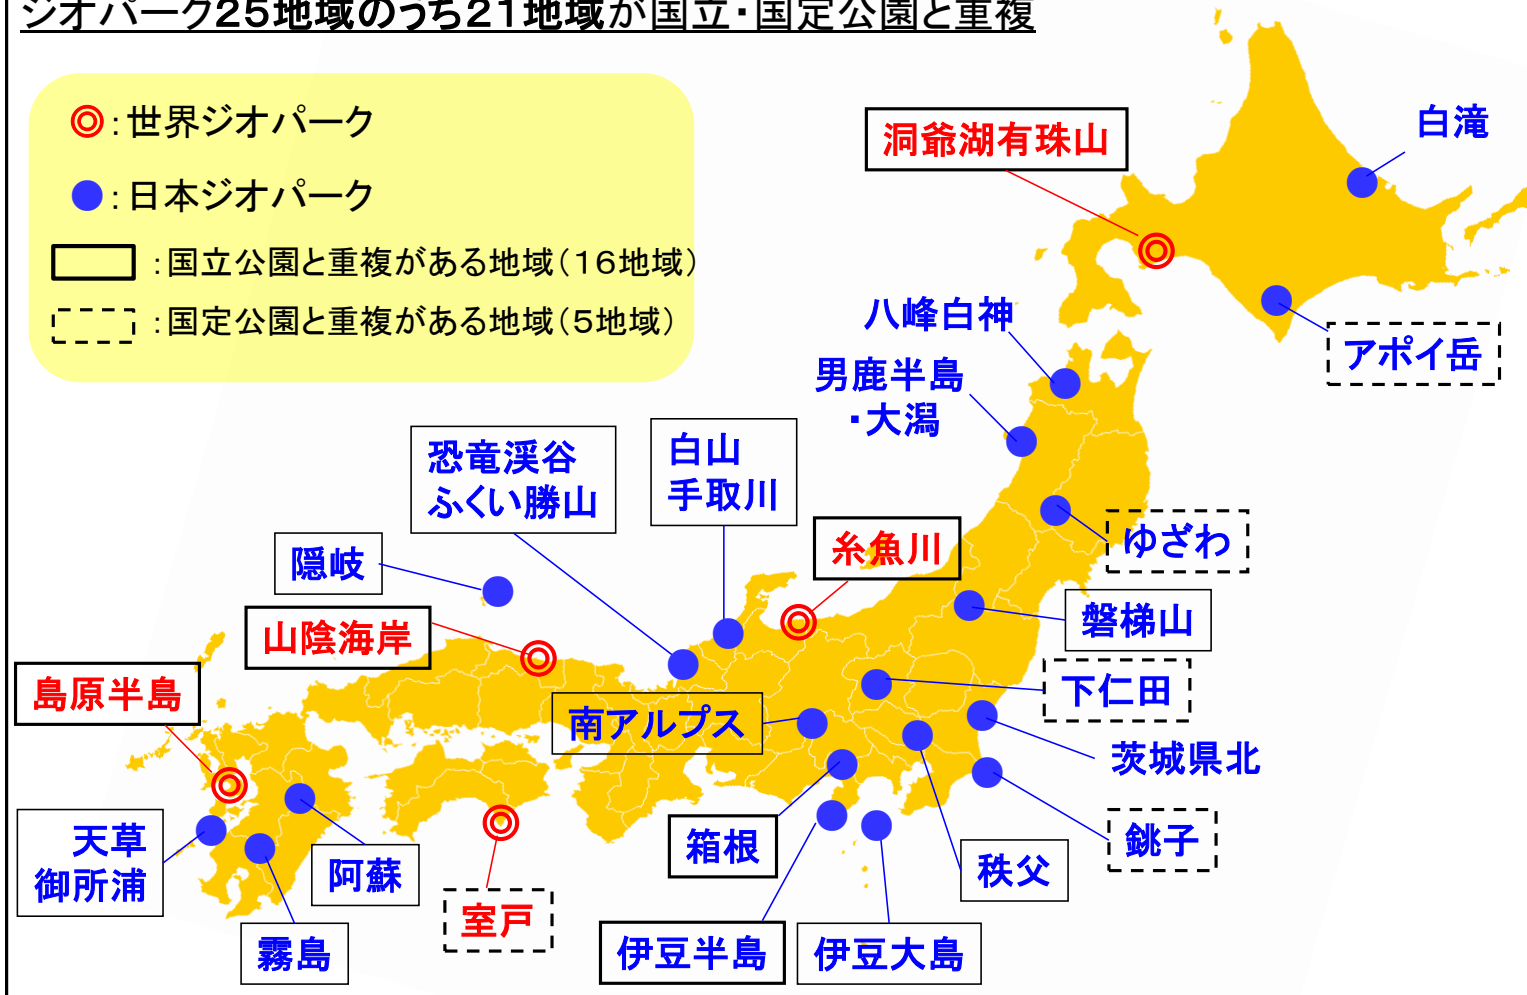 ジオパーク25地域のうち21地域が国立・国定公園と重複
:世界ジオパーク
:日本ジオパーク
:国立公園と重複がある地域(16地域)
:国定公園と重複がある地域(5地域)
洞爺湖有珠山
白滝
アポイ岳
八峰白神
男鹿半島
・大潟
恐竜渓谷
ふくい勝山
白山
手取川
糸魚川
ゆざわ
隠岐
磐梯山
山陰海岸
下仁田
島原半島
南アルプス
茨城県北
天草
御所浦
阿蘇
室戸
箱根
秩父
銚子
霧島
伊豆半島
伊豆大島